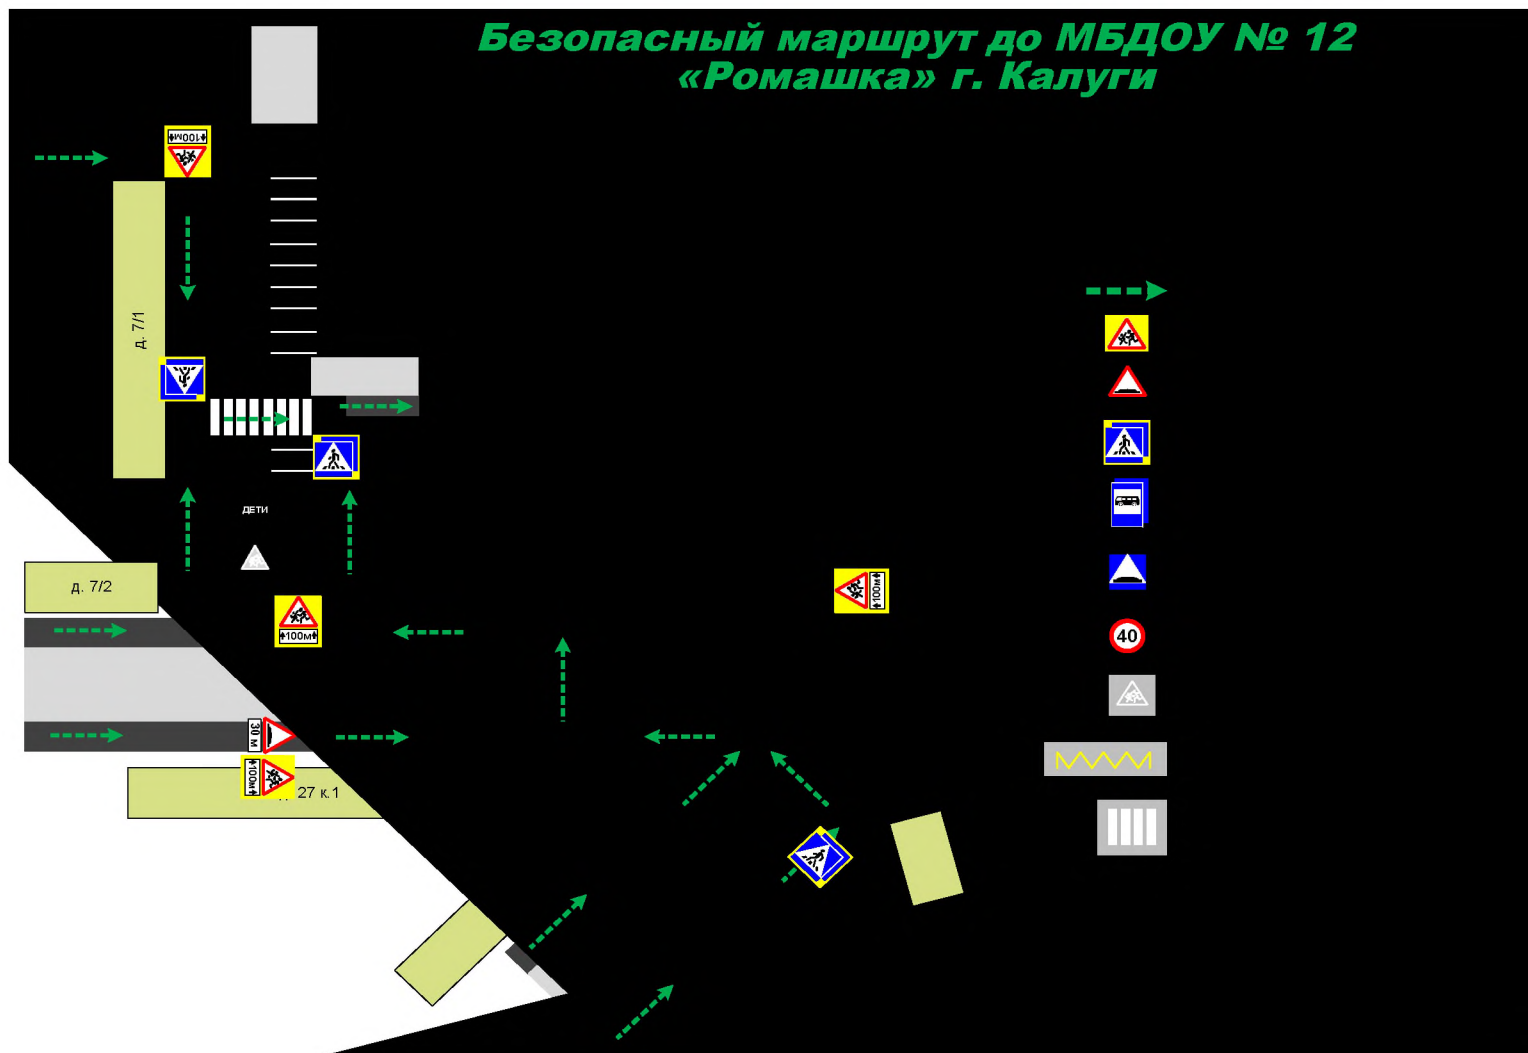 Безопасный маршрут до МБДОУ № 12
«Ромашка» г. Калуги
100м
д. 7/1
ДЕТИ
д. 7/2
100м
100м
30 м
100м
27 к.1
40